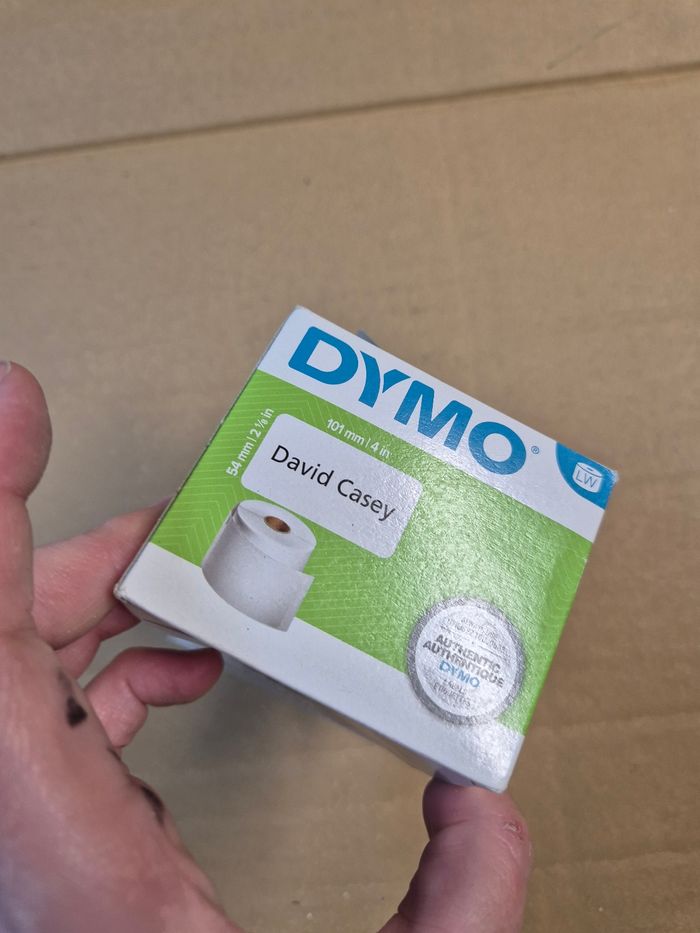 DYMO®
LW
101 mm | 4 in
54 mm | 2 ⅛ in
David Casey
AUTHENTIC
AUTHENTIQUE
DYMO